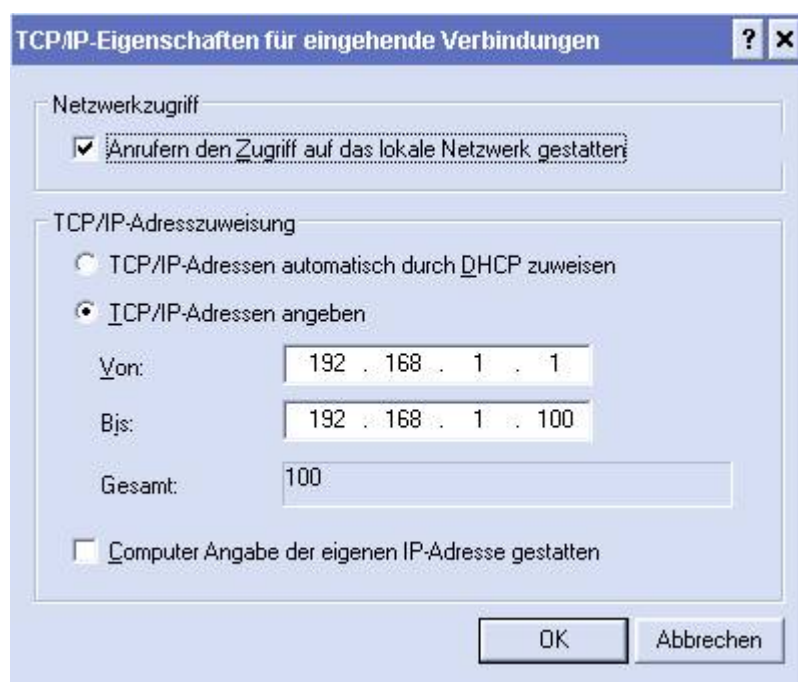 TCP/IP-Eigenschaften für eingehende Verbindungen
Netzwerkzugriff
Anrufern den Zugriff auf das lokale Netzwerk gestatten
TCP/IP-Adresszuweisung
TCP/IP-Adressen automatisch durch DHCP zuweisen
TCP/IP-Adressen angeben
Von: 192 . 168 . 1 . 1
Bis: 192 . 168 . 1 . 100
Gesamt: 100
Computer Angabe der eigenen IP-Adresse gestatten
OK Abbrechen